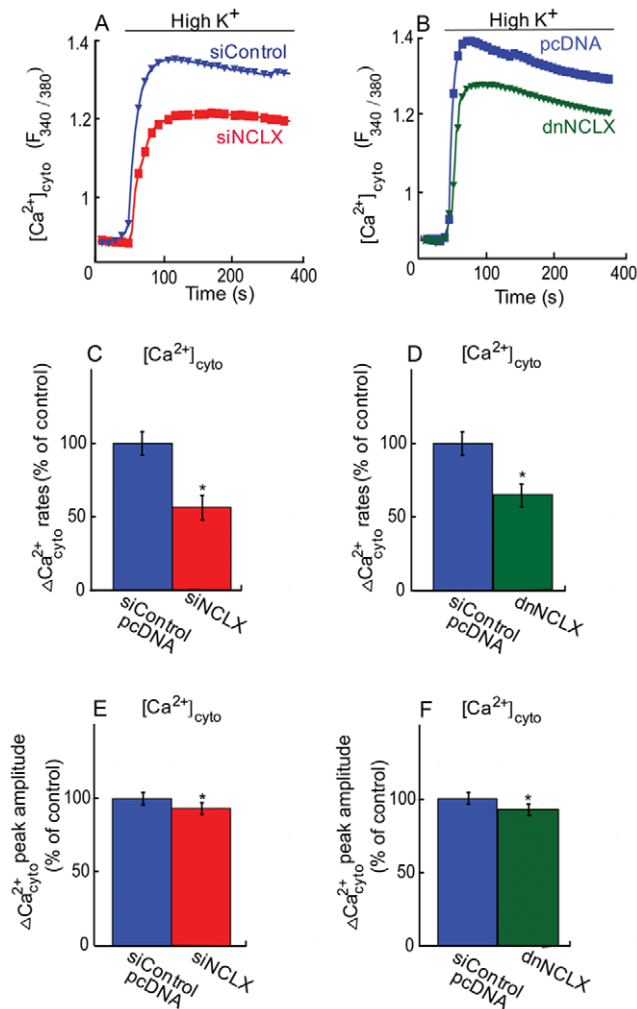 A
High K⁺
siControl
siNCLX
[Ca²⁺]cyto (F340 / 380)
1.4
1.2
1
0.8
0
100
200
300
400
Time (s)
B
High K⁺
pcDNA
dnNCLX
[Ca²⁺]cyto (F340 / 380)
1.4
1.2
1
0.8
0
100
200
300
400
Time (s)
C
[Ca²⁺]cyto
ΔCa²⁺cyto rates (% of control)
100
50
0
*
siControl
pcDNA
siNCLX
D
[Ca²⁺]cyto
ΔCa²⁺cyto rates (% of control)
100
50
0
*
siControl
pcDNA
dnNCLX
E
[Ca²⁺]cyto
ΔCa²⁺cyto peak amplitude
(% of control)
100
50
0
*
siControl
pcDNA
siNCLX
F
[Ca²⁺]cyto
ΔCa²⁺cyto peak amplitude
(% of control)
100
50
0
*
siControl
pcDNA
dnNCLX